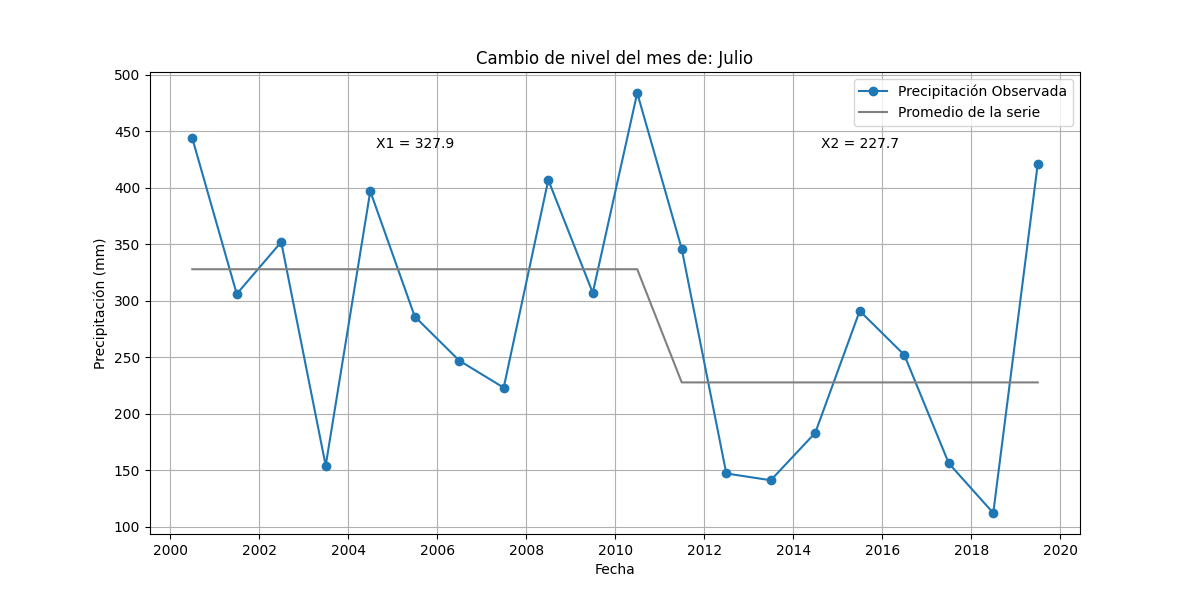 Cambio de nivel del mes de: Julio
Precipitación Observada
Promedio de la serie
X1 = 327.9
X2 = 227.7
Precipitación (mm)
500
450
400
350
300
250
200
150
100
2000 2002 2004 2006 2008 2010 2012 2014 2016 2018 2020
Fecha